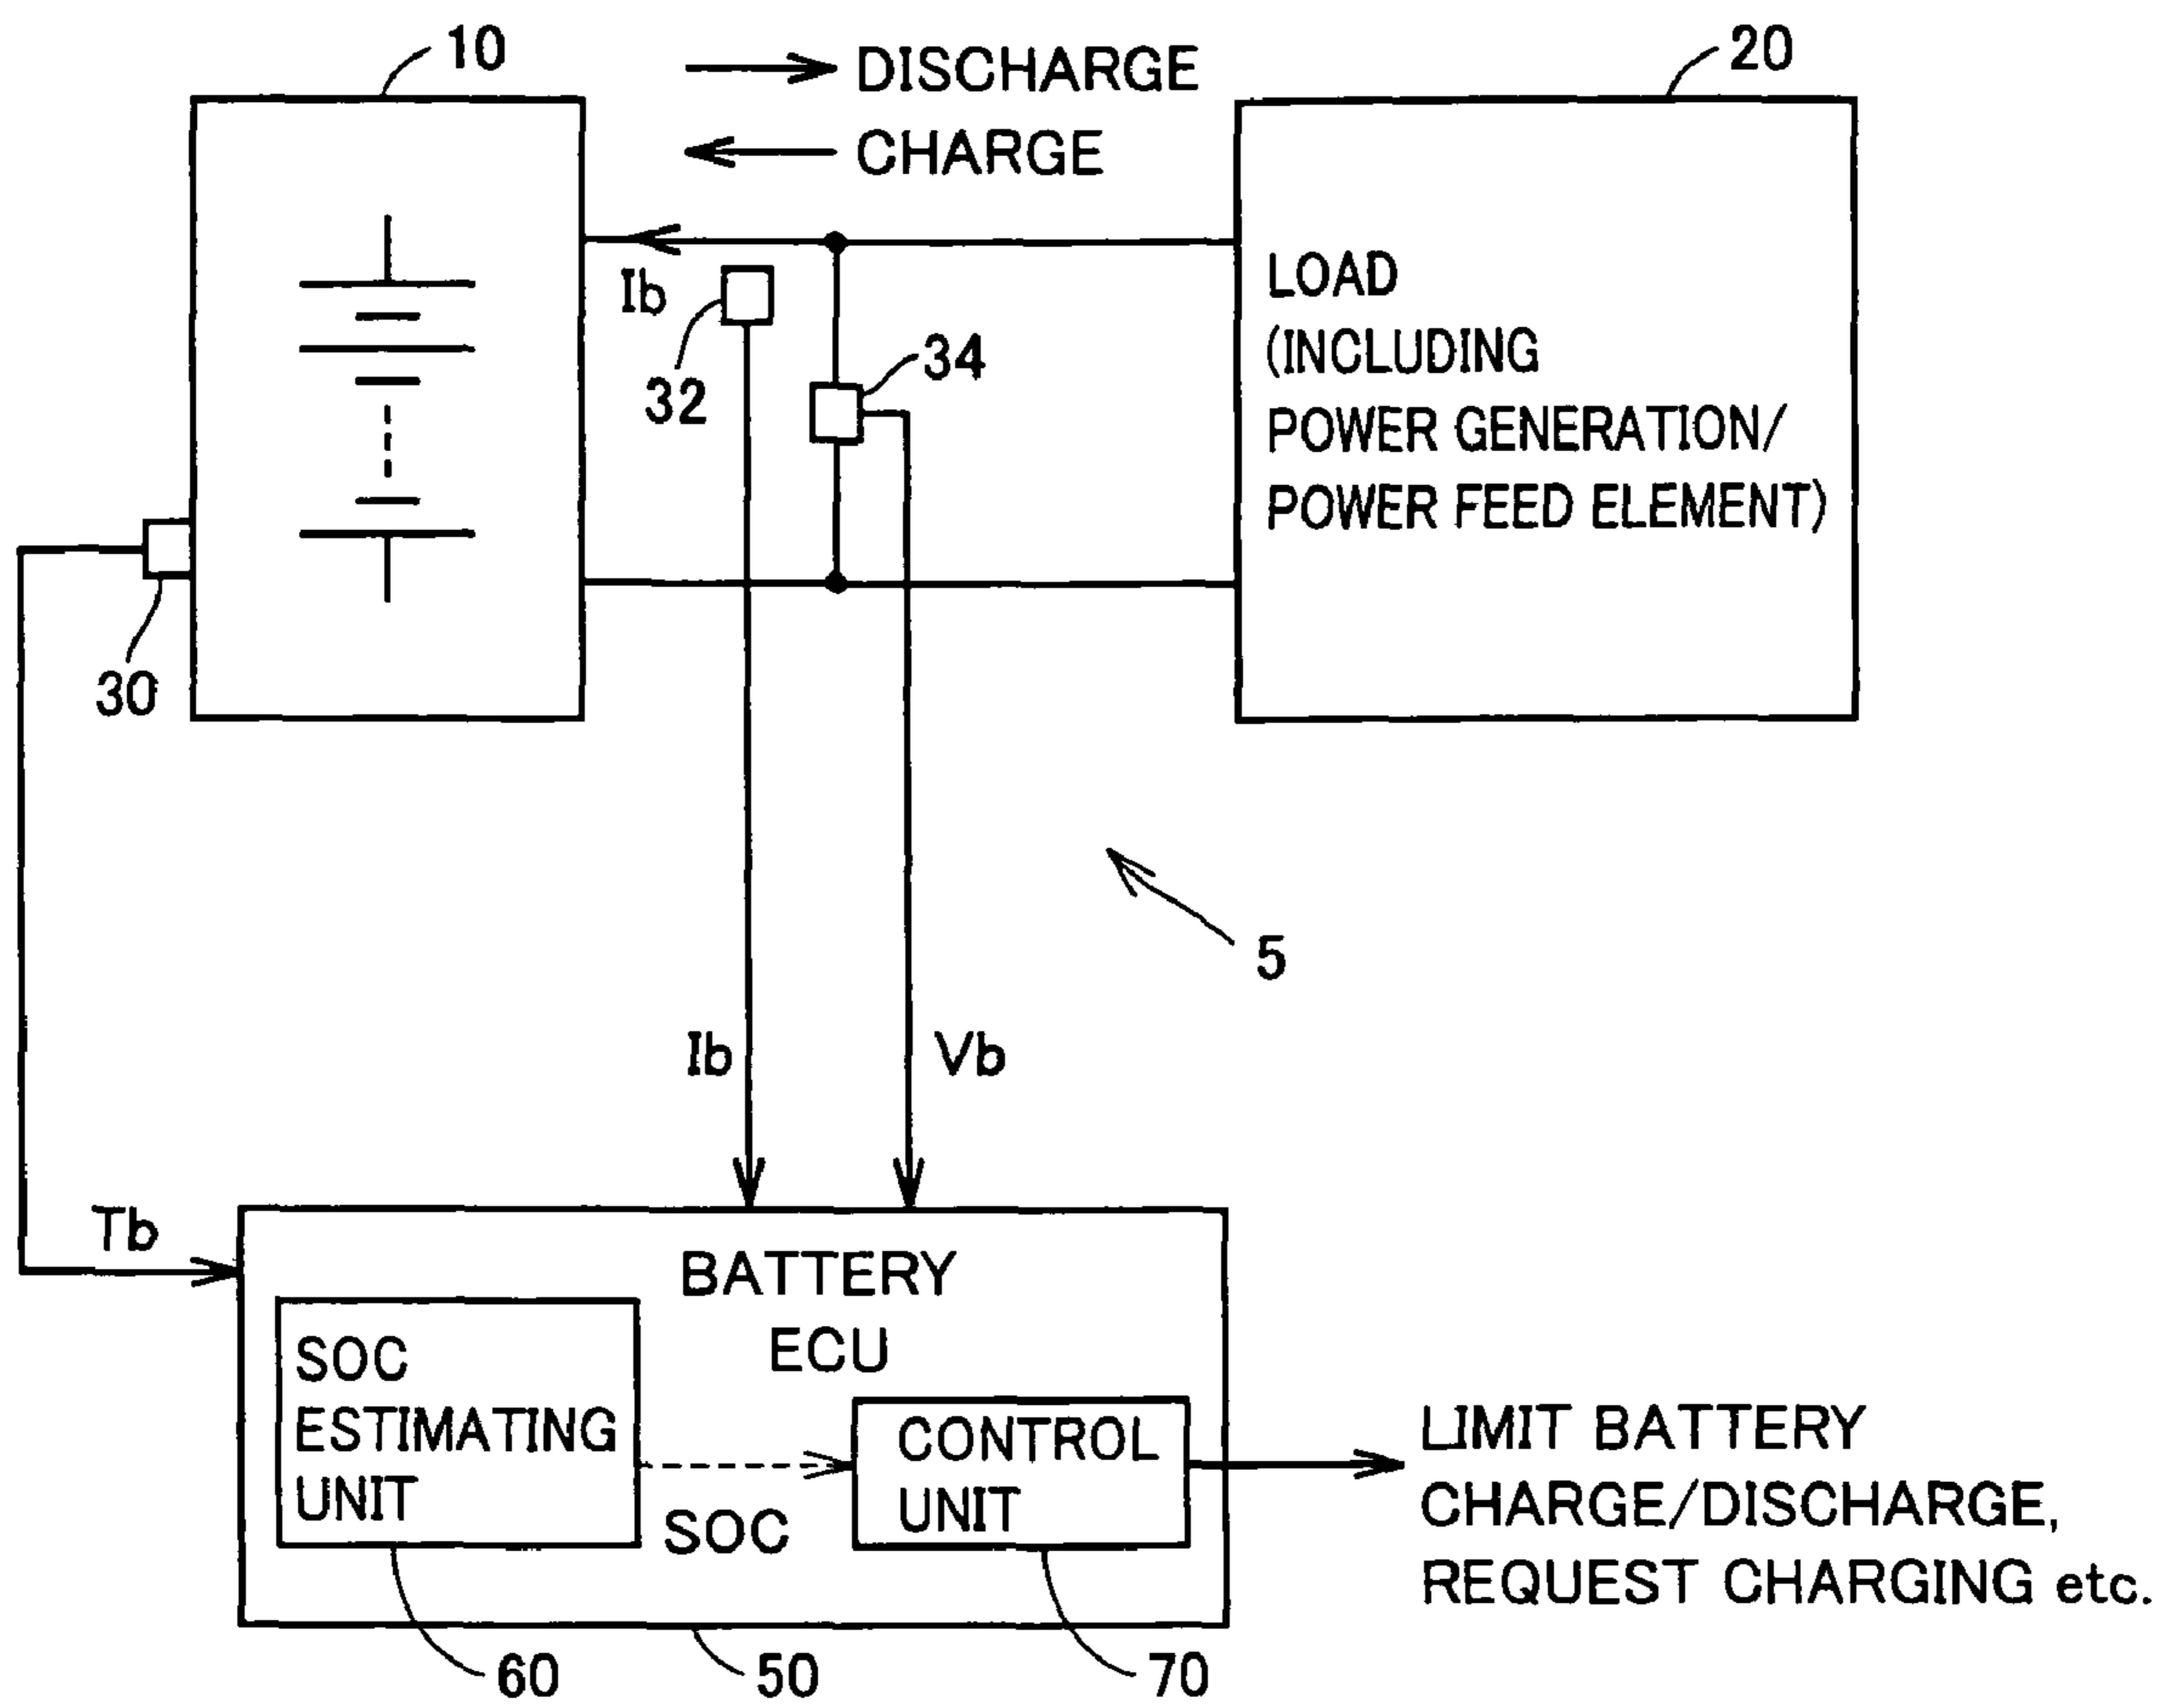 10
DISCHARGE
20
CHARGE
Ib
32
34
LOAD
(INCLUDING
POWER GENERATION/
POWER FEED ELEMENT)
30
5
Ib
Vb
Tb
BATTERY
ECU
SOC
ESTIMATING
UNIT
SOC
CONTROL
UNIT
LIMIT BATTERY
CHARGE/DISCHARGE,
REQUEST CHARGING etc.
60
50
70